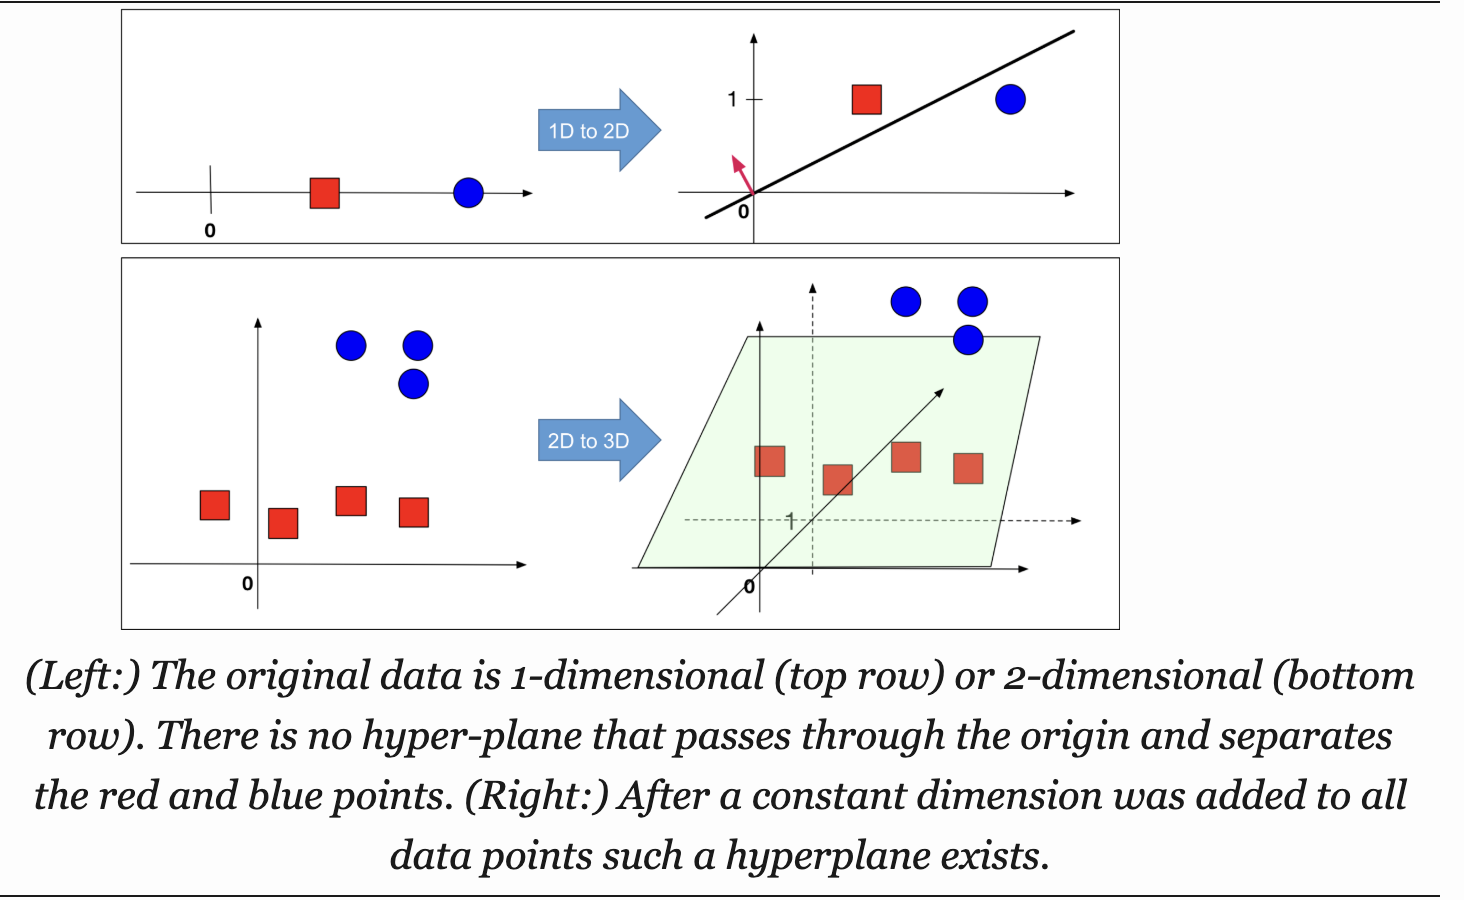 1D to 2D
1
0
0
2D to 3D
1
0
0
(Left:) The original data is 1-dimensional (top row) or 2-dimensional (bottom
row). There is no hyper-plane that passes through the origin and separates
the red and blue points. (Right:) After a constant dimension was added to all
data points such a hyperplane exists.